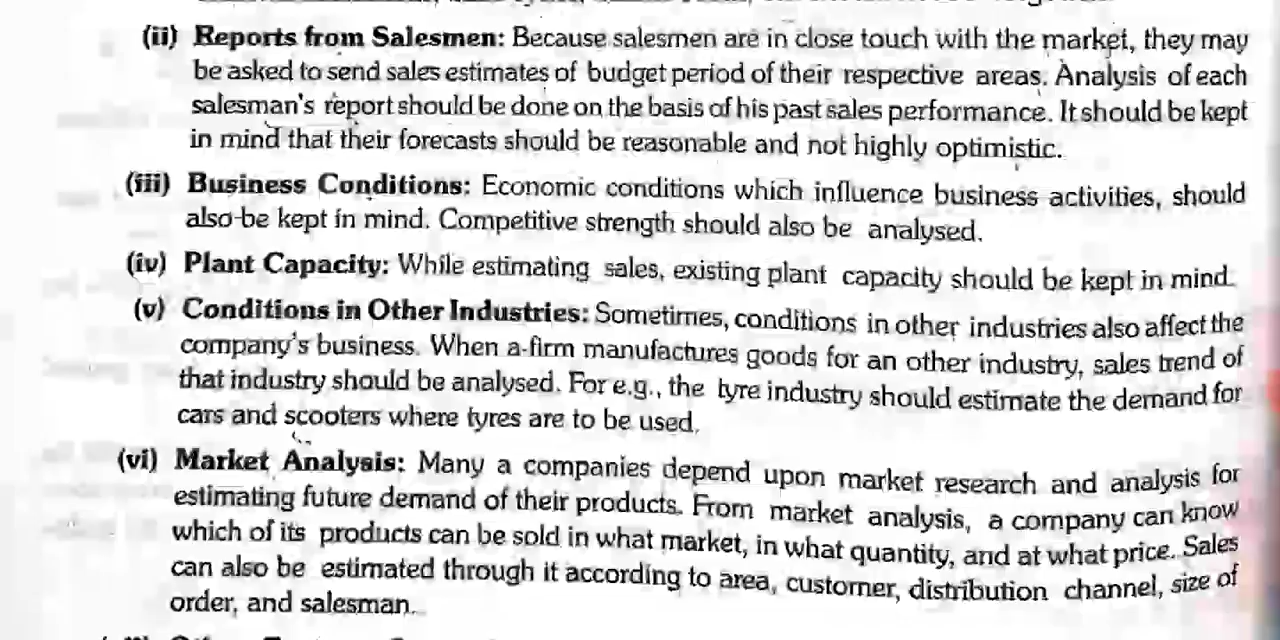 (ii) Reports from Salesmen: Because salesmen are in close touch with the market, they may
be asked to send sales estimates of budget period of their respective areas. Analysis of each
salesman's report should be done on the basis of his past sales performance. It should be kept
in mind that their forecasts should be reasonable and not highly optimistic.
(iii) Business Conditions: Economic conditions which influence business activities, should
also be kept in mind. Competitive strength should also be analysed.
(iv) Plant Capacity: While estimating sales, existing plant capacity should be kept in mind.
(v) Conditions in Other Industries: Sometimes, conditions in other industries also affect the
company's business. When a-firm manufactures goods for an other industry, sales trend of
that industry should be analysed. For e.g., the tyre industry should estimate the demand for
cars and scooters where tyres are to be used.
(vi) Market Analysis: Many a companies depend upon market research and analysis for
estimating future demand of their products. From market analysis, a company can know
which of its products can be sold in what market, in what quantity, and at what price. Sales
can also be estimated through it according to area, customer, distribution channel, size of
order, and salesman.